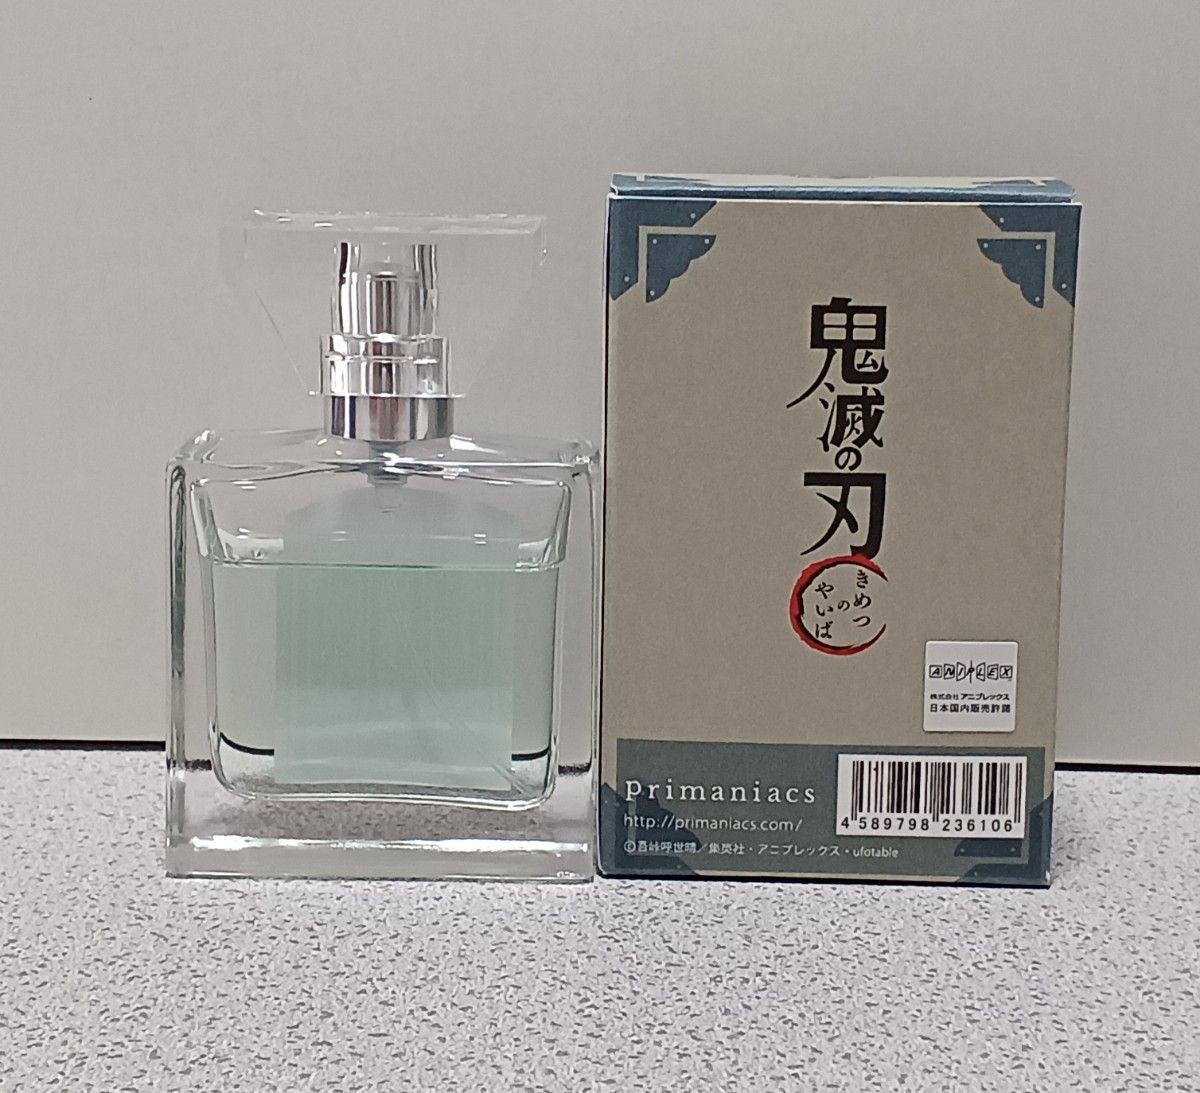 鬼滅の刃
きめつ
の
やいば
ANIPLEX
株式会社 アニプレックス
日本国内販売許諾
primaniacs
http://primaniacs.com/
4 589798 236106
©吾峠呼世晴／集英社・アニプレックス・ufotable